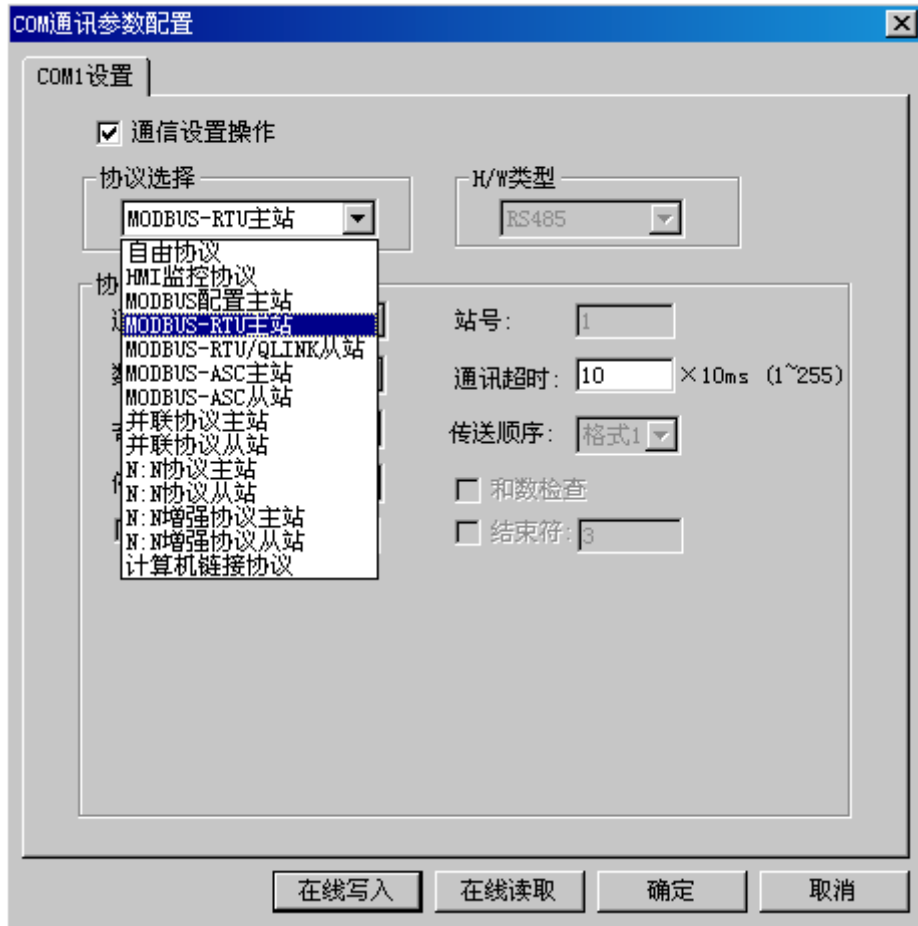 COM通讯参数配置
COM1设置
通信设置操作
协议选择
H/W类型
MODBUS-RTU主站
RS485
自由协议
HMI监控协议
MODBUS配置主站
MODBUS-RTU主站
MODBUS-RTU/QLINK从站
MODBUS-ASC主站
MODBUS-ASC从站
并联协议主站
并联协议从站
N:N协议主站
N:N协议从站
N:N增强协议主站
N:N增强协议从站
计算机链接协议
协
站号: 1
数
通讯超时: 10 ×10ms (1~255)
传送顺序: 格式1
和数检查
结束符: 3
在线写入 在线读取 确定 取消